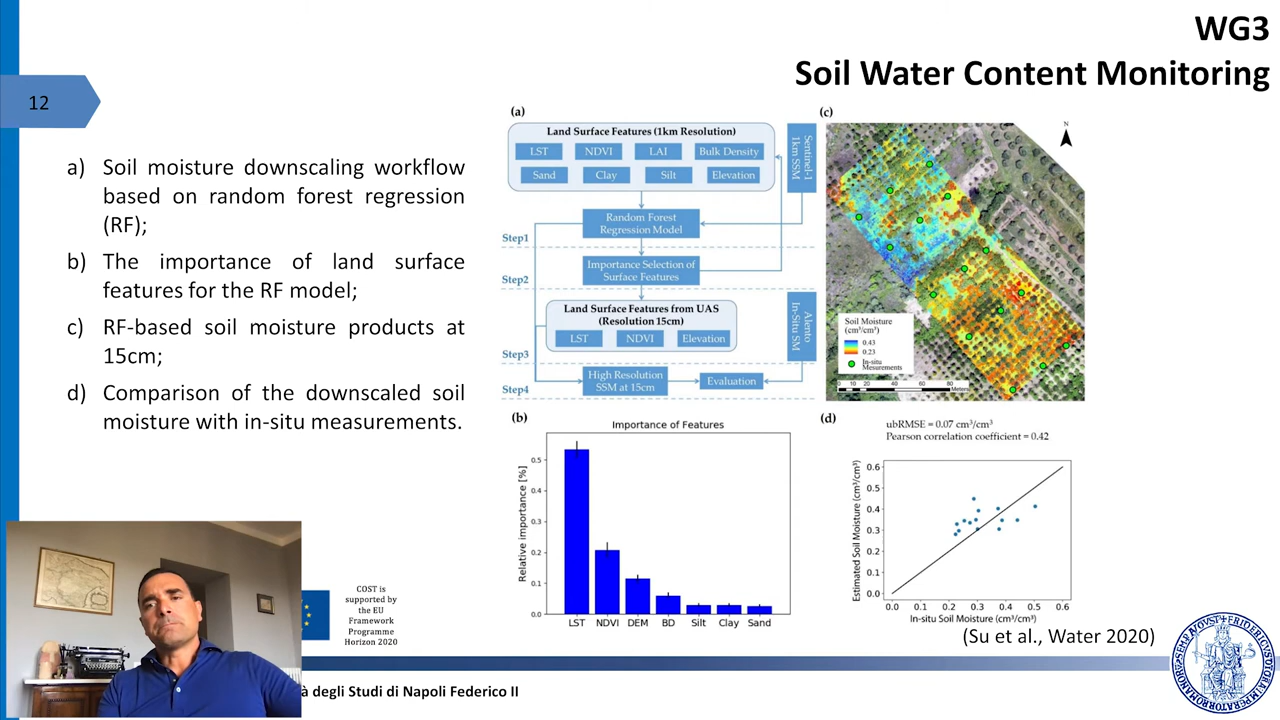 WG3
Soil Water Content Monitoring
12
a) Soil moisture downscaling workflow
based on random forest regression
(RF);
b) The importance of land surface
features for the RF model;
c) RF-based soil moisture products at
15cm;
d) Comparison of the downscaled soil
moisture with in-situ measurements.
(a)
Land Surface Features (1km Resolution)
LST NDVI LAI Bulk Density
Sand Clay Silt Elevation
Sentinel-1
1km SSM
Random Forest
Regression Model
Step1
Importance Selection of
Surface Features
Step2
Land Surface Features from UAS
(Resolution 15cm)
LST NDVI Elevation
Alento
In-Situ SM
Step3
High Resolution
SSM at 15cm
Evaluation
Step4
(c)
N
Soil Moisture
(cm³/cm³)
0.43
0.23
In-situ
Mesurements
0 10 20 40 60 80
Meters
(b)
Importance of Features
Relative importance [%]
0.5
0.4
0.3
0.2
0.1
0.0
LST NDVI DEM BD Silt Clay Sand
(d)
ubRMSE = 0.07 cm³/cm³
Pearson correlation coefficient = 0.42
Estimated Soil Moisture (cm³/cm³)
0.6
0.5
0.4
0.3
0.2
0.1
0.0
0.0 0.1 0.2 0.3 0.4 0.5 0.6
In-situ Soil Moisture (cm³/cm³)
(Su et al., Water 2020)
COST is
supported by
the EU
Framework
Programme
Horizon 2020
à degli Studi di Napoli Federico II